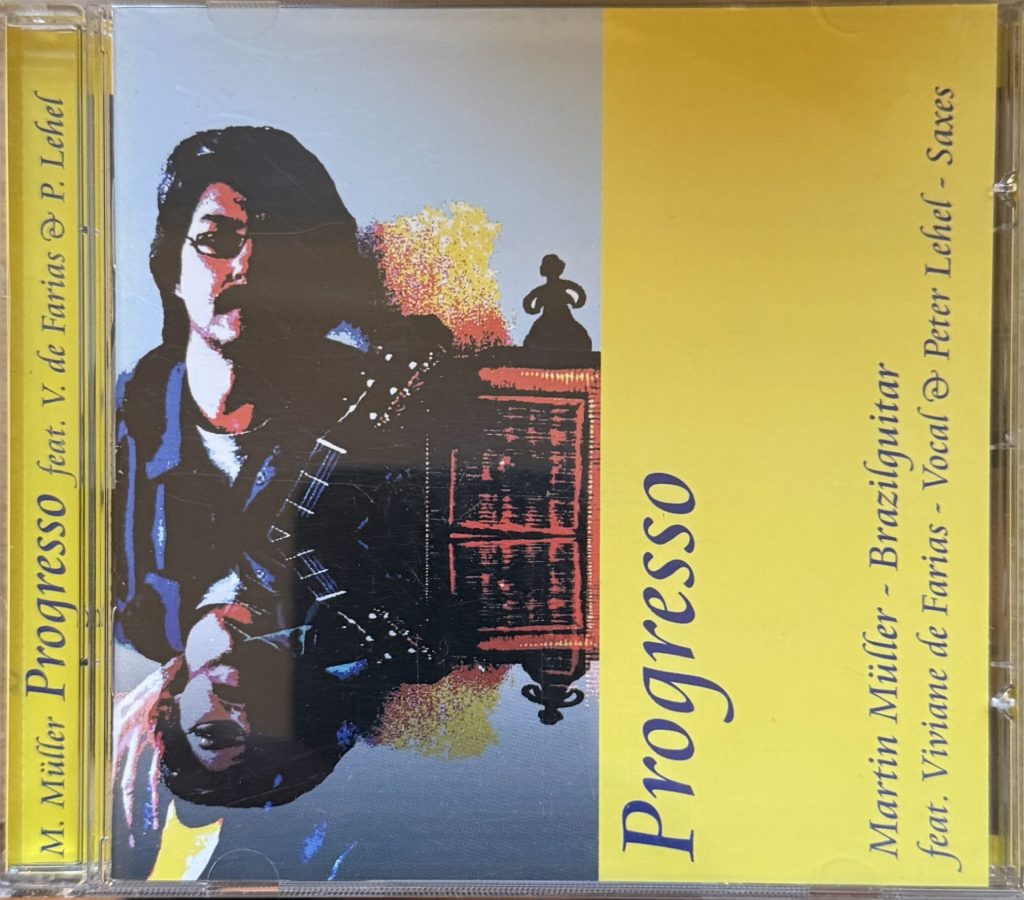 M. Müller Progresso feat. V. de Farias & P. Lehel
Progresso
Martin Müller - Brazilguitar
feat. Viviane de Farias - Vocal & Peter Lehel - Saxes